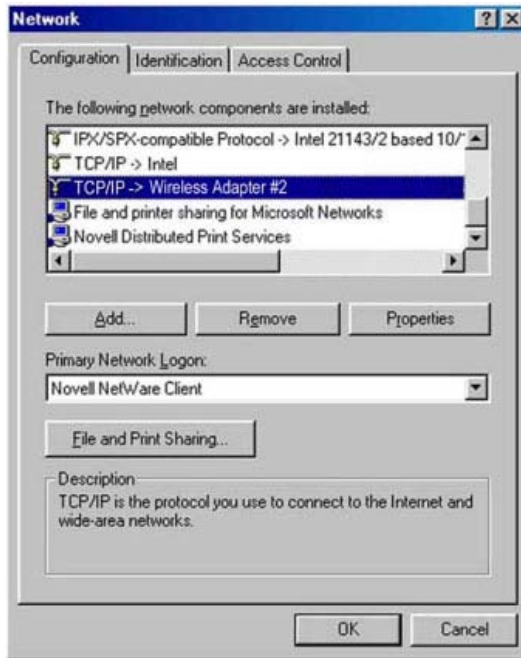 Network
Configuration Identification Access Control
The following network components are installed:
IPX/SPX-compatible Protocol -> Intel 21143/2 based 10/
TCP/IP -> Intel
TCP/IP -> Wireless Adapter #2
File and printer sharing for Microsoft Networks
Novell Distributed Print Services
Add... Remove Properties
Primary Network Logon:
Novell NetWare Client
File and Print Sharing...
Description
TCP/IP is the protocol you use to connect to the Internet and
wide-area networks.
OK Cancel